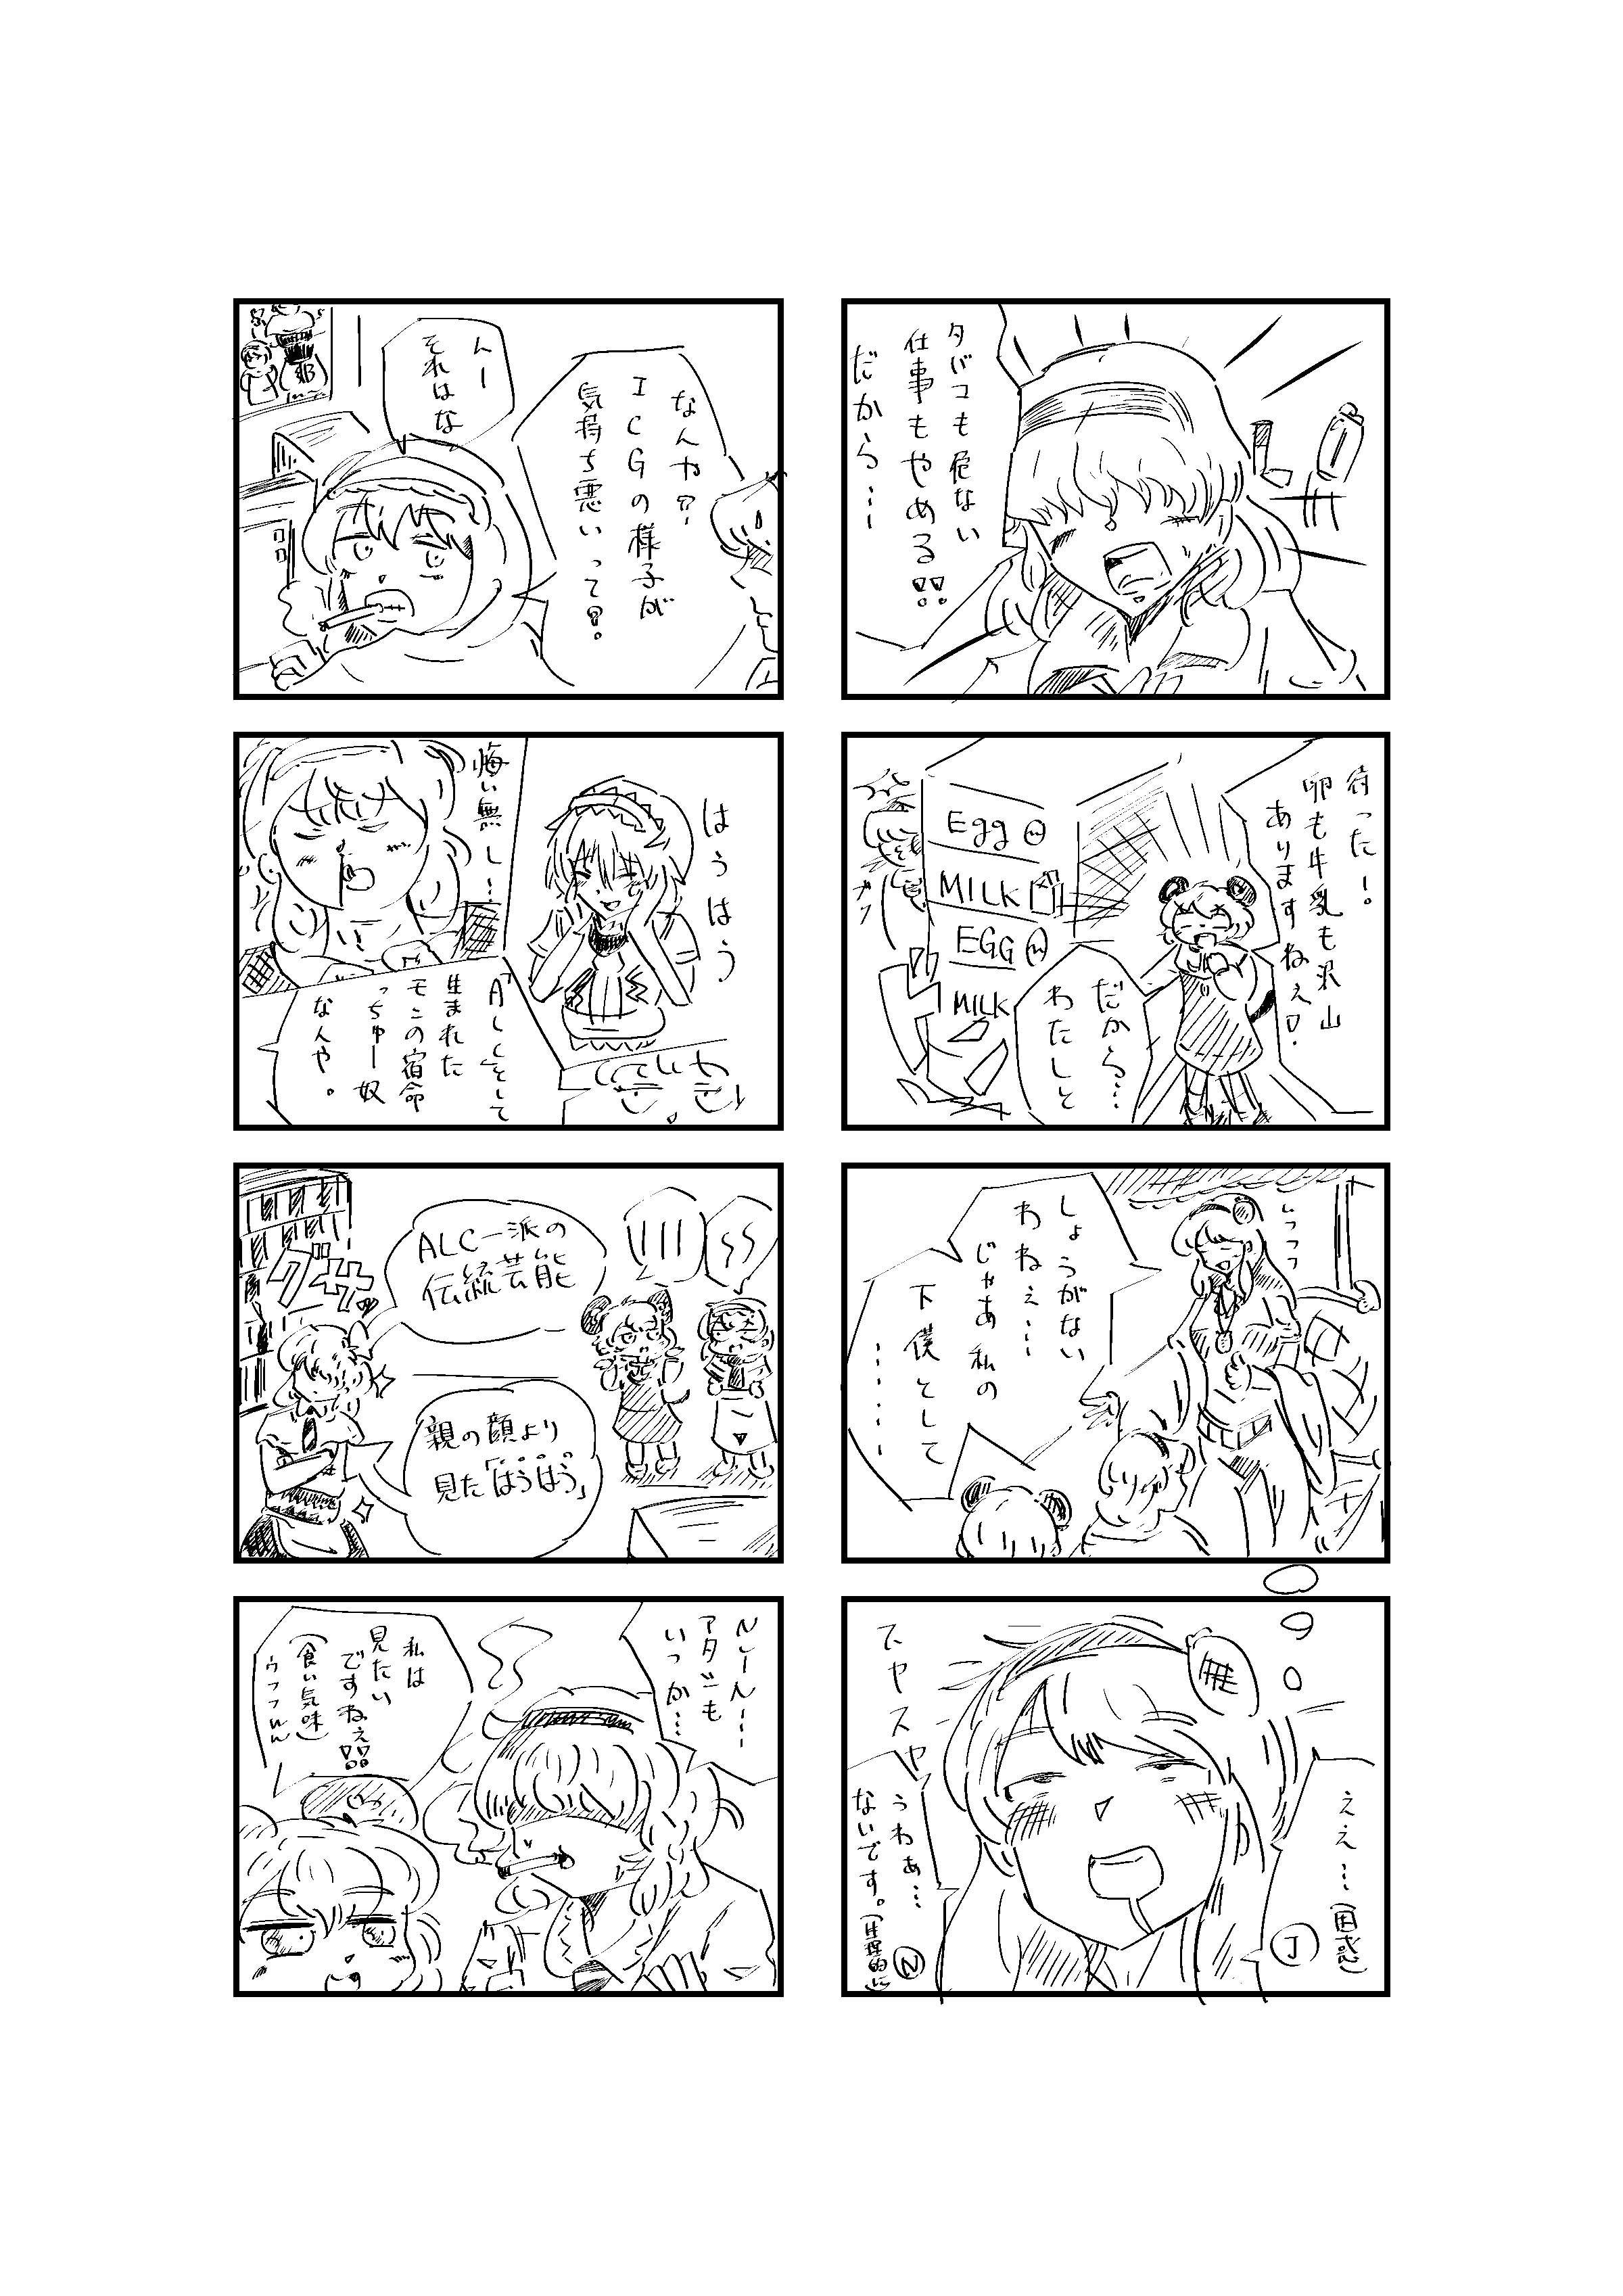 タバコも危ない
仕事もやめる!!
だから…
待った!
卵も牛乳も沢山
ありますねぇ!
Egg
MILK
EGG
MILK
だから…
わたしと
しょうがない
わねぇ…
じゃあ私の
下僕として
……
ええ…(困惑)
J
スヤスヤ
うわぁ…
ないです。(生理的に)
N
なんや?
ICGの様子が
気持ち悪いって?
んー
それはな
はうはう
悔い無し…
「推し」として
生まれた
モンの宿命
っちゅー奴
なんや。
ALC一派の
伝統芸能
親の顔より
見た「はうはう」
んーん…
アタシも
いつか…
私は
見たい
ですねぇ!!
(食い気味)